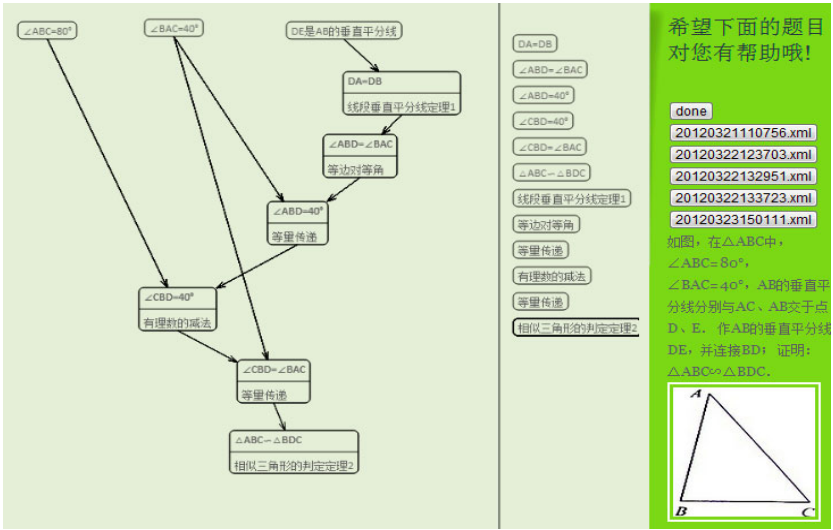 ∠ABC=80°
∠BAC=40°
DE是AB的垂直平分线
DA=DB
线段垂直平分线定理1
∠ABD=∠BAC
等边对等角
∠ABD=40°
等量传递
∠CBD=40°
有理数的减法
∠CBD=∠BAC
等量传递
△ABC∽△BDC
相似三角形的判定定理2
DA=DB
∠ABD=∠BAC
∠ABD=40°
∠CBD=40°
∠CBD=∠BAC
△ABC∽△BDC
线段垂直平分线定理1
等边对等角
等量传递
有理数的减法
等量传递
相似三角形的判定定理2
希望下面的题目
对您有帮助哦!
done
20120321110756.xml
20120322123703.xml
20120322132951.xml
20120322133723.xml
20120323150111.xml
如图，在△ABC中，
∠ABC=80°，
∠BAC=40°，AB的垂直平
分线分别与AC、AB交于点
D、E. 作AB的垂直平分线
DE，并连接BD；证明：
△ABC∽△BDC.
A
B
C